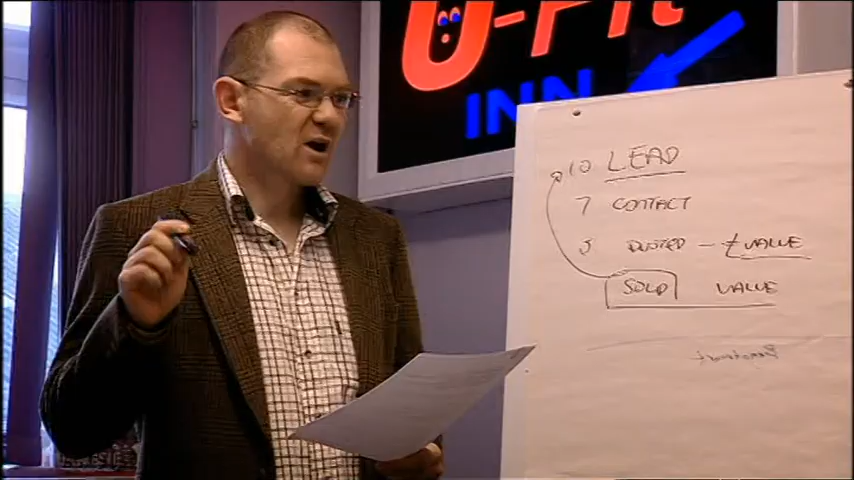 U-Fit
INN
10 LEAD
7 CONTACT
5 QUOTED - £ VALUE
SOLD VALUE